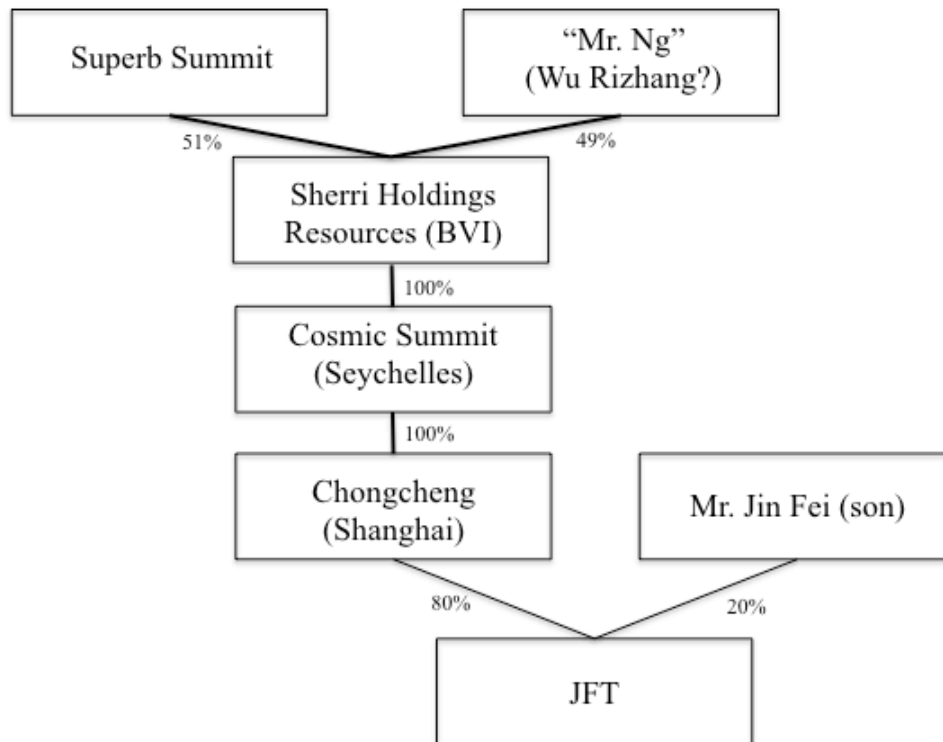 Superb Summit
“Mr. Ng”
(Wu Rizhang?)
51%
49%
Sherri Holdings
Resources (BVI)
100%
Cosmic Summit
(Seychelles)
100%
Chongcheng
(Shanghai)
Mr. Jin Fei (son)
80%
20%
JFT